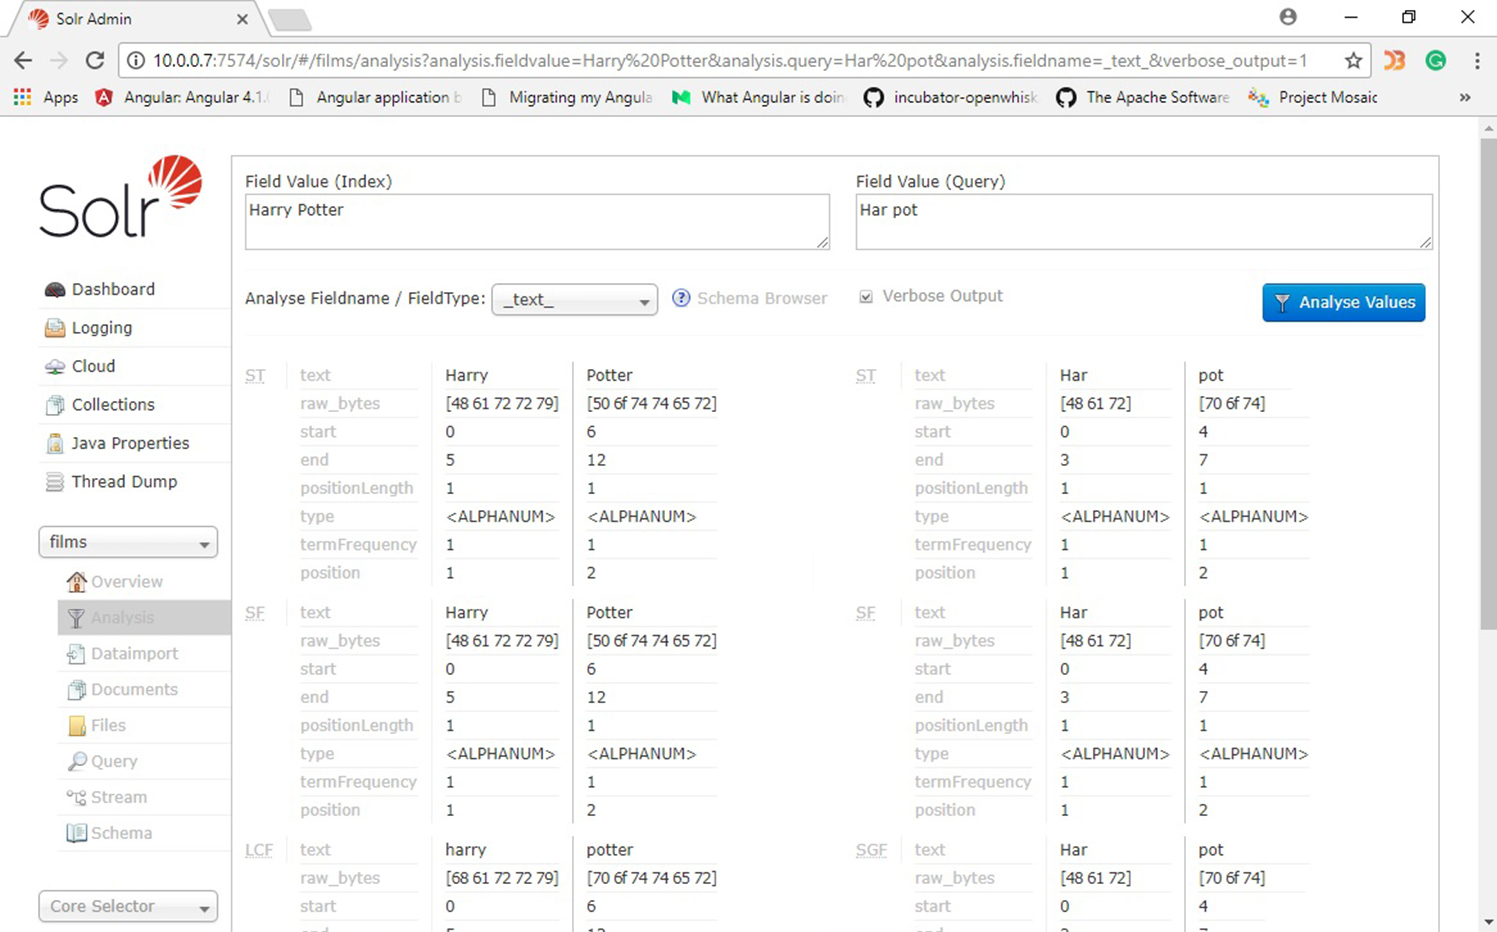 Solr Admin
10.0.0.7:7574/solr/#/films/analysis?analysis.fieldvalue=Harry%20Potter&analysis.query=Har%20pot&analysis.fieldname=_text_&verbose_output=1
Apps Angular: Angular 4.1. Angular application Migrating my Angula What Angular is doin incubator-openwhisk The Apache Software Project Mosaic »
Solr
Dashboard
Logging
Cloud
Collections
Java Properties
Thread Dump
films
Overview
Analysis
Dataimport
Documents
Files
Query
Stream
Schema
Core Selector
Field Value (Index) Field Value (Query)
Harry Potter Har pot
Analyse Fieldname / FieldType: _text_ ? Schema Browser Verbose Output Analyse Values
ST text Harry Potter ST text Har pot
raw_bytes [48 61 72 72 79] [50 6f 74 74 65 72] raw_bytes [48 61 72] [70 6f 74]
start 0 6 start 0 4
end 5 12 end 3 7
positionLength 1 1 positionLength 1 1
type <ALPHANUM> <ALPHANUM> type <ALPHANUM> <ALPHANUM>
termFrequency 1 1 termFrequency 1 1
position 1 2 position 1 2
SF text Harry Potter SF text Har pot
raw_bytes [48 61 72 72 79] [50 6f 74 74 65 72] raw_bytes [48 61 72] [70 6f 74]
start 0 6 start 0 4
end 5 12 end 3 7
positionLength 1 1 positionLength 1 1
type <ALPHANUM> <ALPHANUM> type <ALPHANUM> <ALPHANUM>
termFrequency 1 1 termFrequency 1 1
position 1 2 position 1 2
LCF text harry potter SGF text Har pot
raw_bytes [68 61 72 72 79] [70 6f 74 74 65 72] raw_bytes [48 61 72] [70 6f 74]
start 0 6 start 0 4